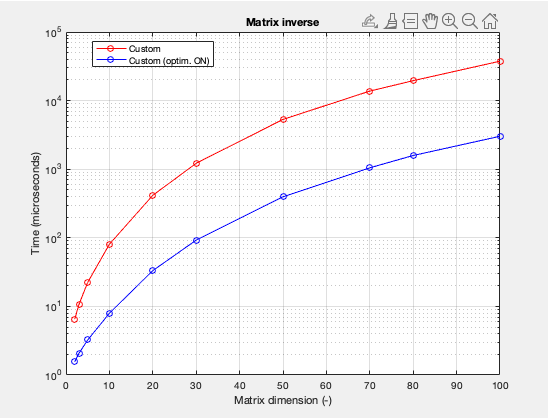 Matrix inverse
Custom
Custom (optim. ON)
Time (microseconds)
10^5
10^4
10^3
10^2
10^1
10^0
0 10 20 30 40 50 60 70 80 90 100
Matrix dimension (-)